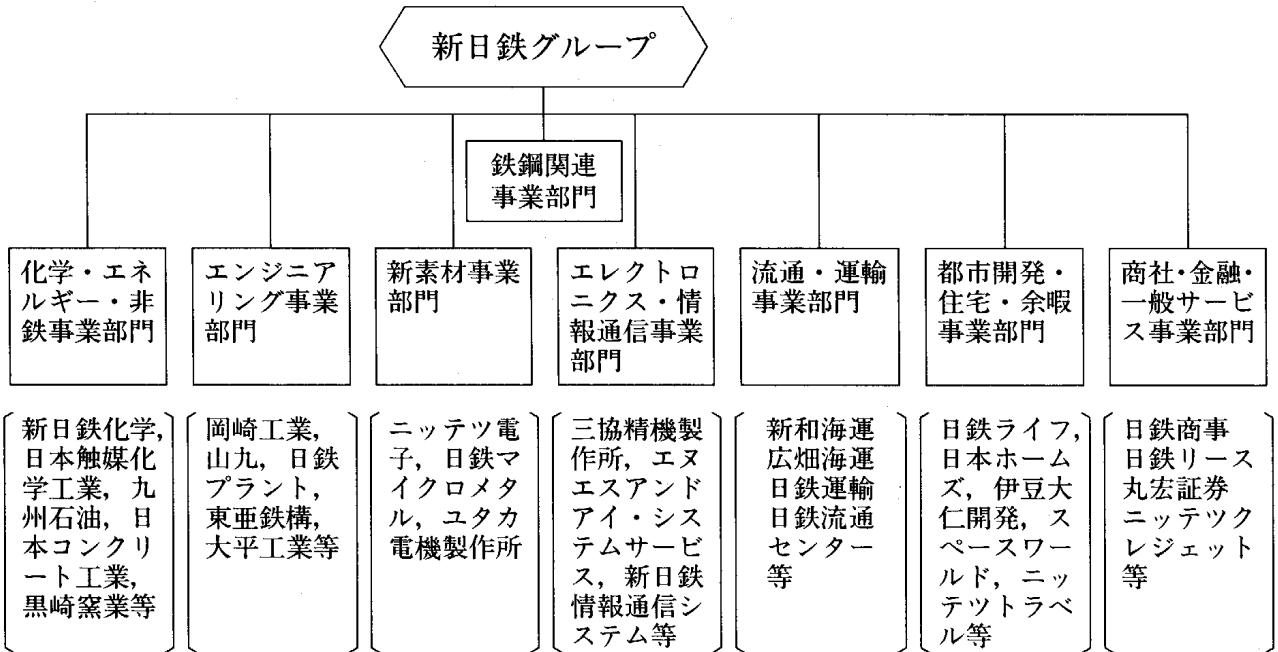 新日鉄グループ
鉄鋼関連
事業部門
化学・エネ
ルギー・非
鉄事業部門
エンジニア
リング事業
部門
新素材事業
部門
エレクトロ
ニクス・情
報通信事業
部門
流通・運輸
事業部門
都市開発・
住宅・余暇
事業部門
商社・金融・
一般サービ
ス事業部門
新日鉄化学,
日本触媒化
学工業, 九
州石油, 日
本コンクリ
ート工業,
黒崎窯業等
岡崎工業,
山九, 日鉄
プラント,
東亜鉄構,
大平工業等
ニッテツ電
子, 日鉄マ
イクロメタ
ル, ユタカ
電機製作所
三協精機製
作所, エヌ
エスアンド
アイ・シス
テムサービ
ス, 新日鉄
情報通信シ
ステム等
新和海運
広畑海運
日鉄運輸
日鉄流通
センター
等
日鉄ライフ,
日本ホーム
ズ, 伊豆大
仁開発, ス
ペースワー
ルド, ニッ
テツトラベ
ル等
日鉄商事
日鉄リース
丸宏証券
ニッテツク
レジェット
等